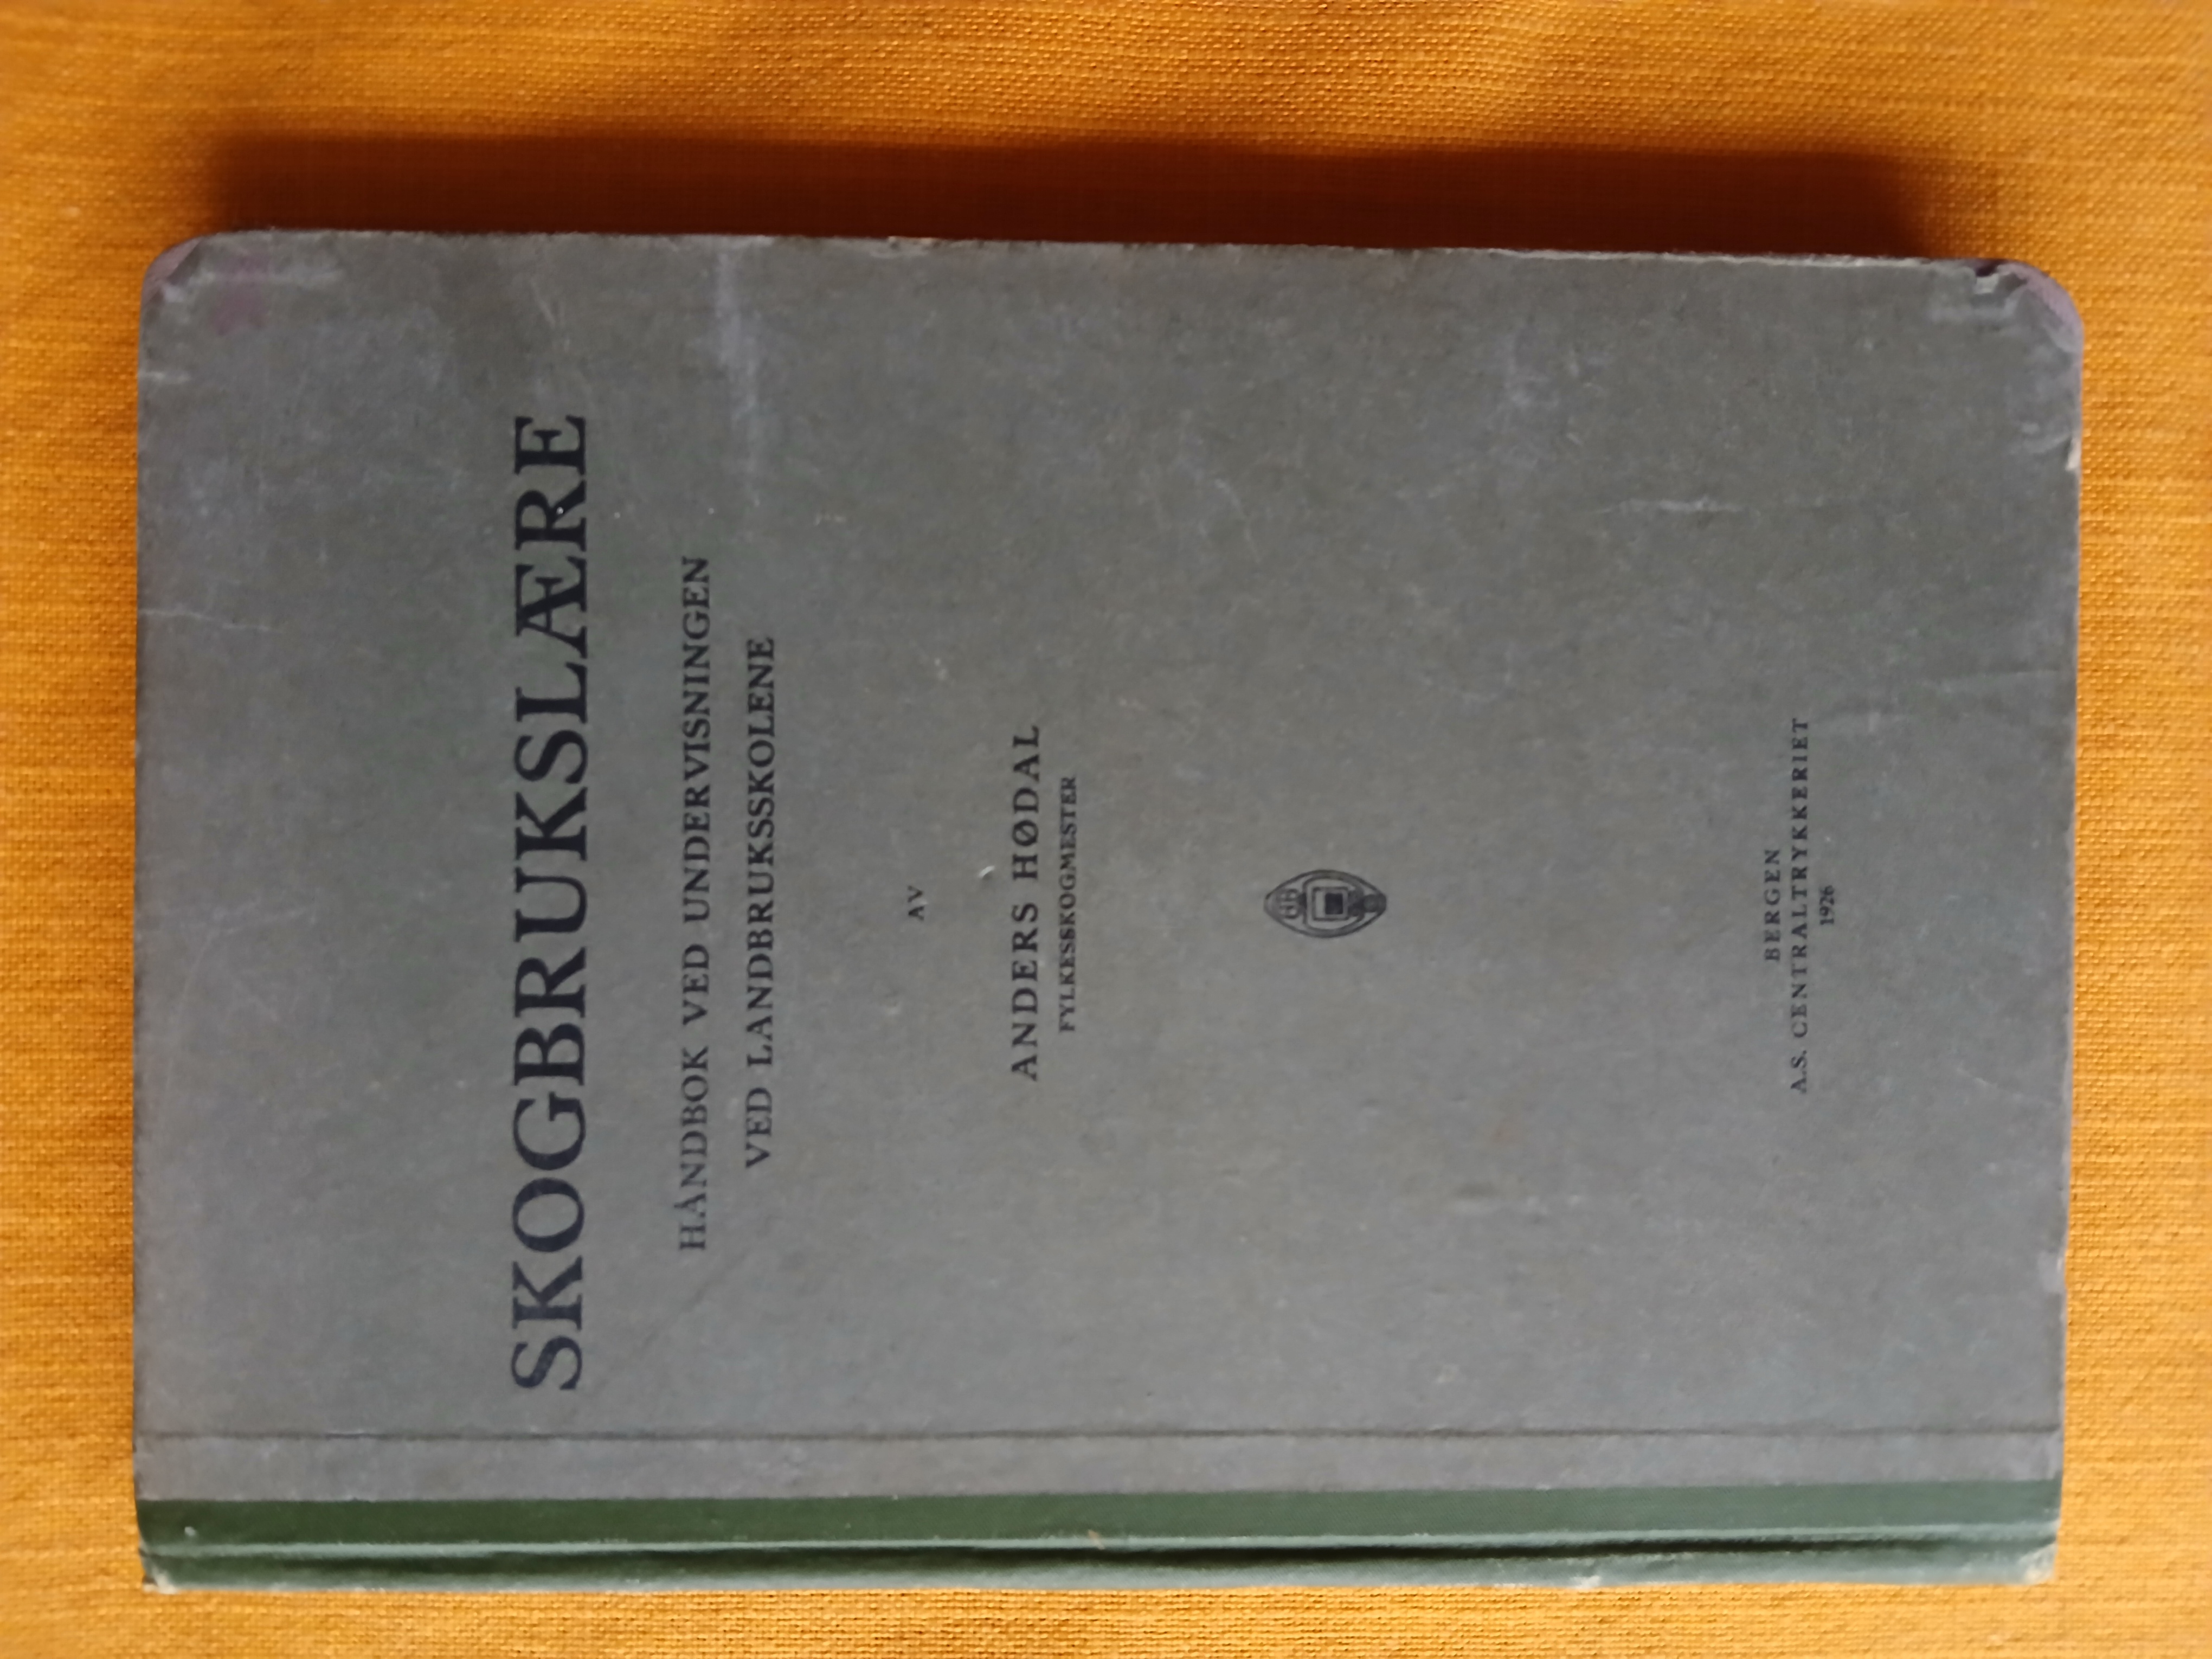 SKOGBRUKSLÆRE
HÅNDBOK VED UNDERVISNINGEN
VED LANDBRUKSSKOLENE
AV
ANDERS HØDAL
FYLKESSKOGMESTER
BERGEN
A.S. CENTRALTRYKKERIET
1926